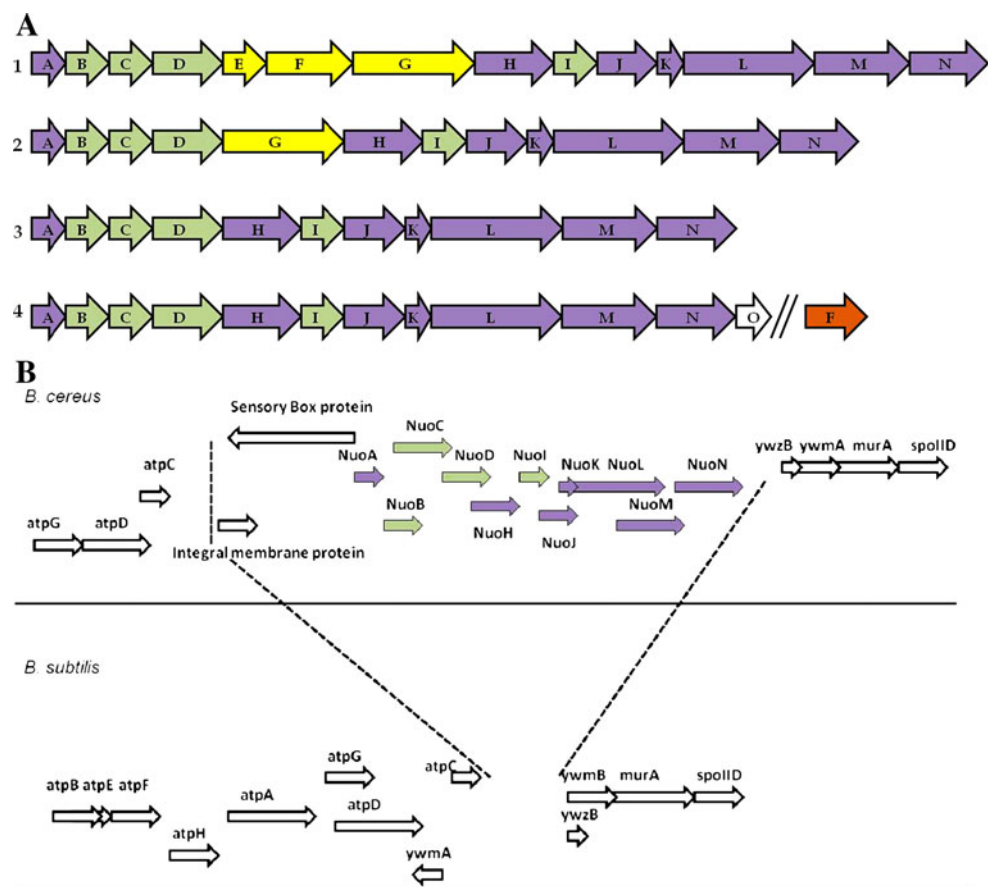 A
1 A B C D E F G H I J K L M N
2 A B C D G H I J K L M N
3 A B C D H I J K L M N
4 A B C D H I J K L M N O // F
B
B. cereus
Sensory Box protein
ywzB ywmA murA spoIID
NuoC
NuoA NuoD NuoI NuoK NuoL NuoN
atpC
NuoB NuoH NuoJ NuoM
atpG atpD
Integral membrane protein
B. subtilis
atpG atpC
atpB atpE atpF atpA atpD
ywmB murA spoIID
ywzB
atpH ywmA